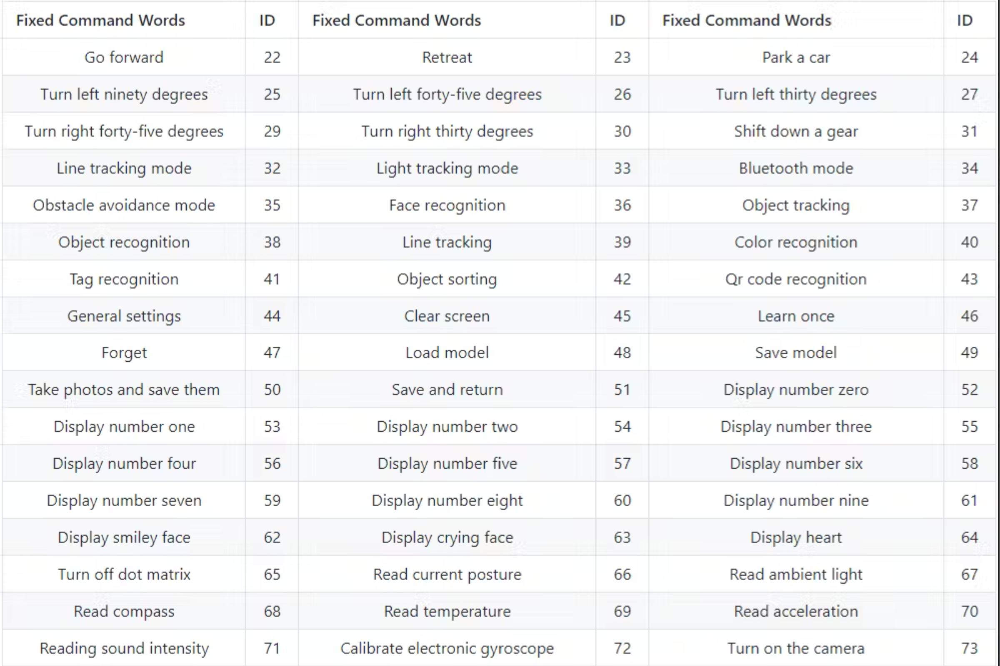 Fixed Command Words ID Fixed Command Words ID Fixed Command Words ID
Go forward 22 Retreat 23 Park a car 24
Turn left ninety degrees 25 Turn left forty-five degrees 26 Turn left thirty degrees 27
Turn right forty-five degrees 29 Turn right thirty degrees 30 Shift down a gear 31
Line tracking mode 32 Light tracking mode 33 Bluetooth mode 34
Obstacle avoidance mode 35 Face recognition 36 Object tracking 37
Object recognition 38 Line tracking 39 Color recognition 40
Tag recognition 41 Object sorting 42 Qr code recognition 43
General settings 44 Clear screen 45 Learn once 46
Forget 47 Load model 48 Save model 49
Take photos and save them 50 Save and return 51 Display number zero 52
Display number one 53 Display number two 54 Display number three 55
Display number four 56 Display number five 57 Display number six 58
Display number seven 59 Display number eight 60 Display number nine 61
Display smiley face 62 Display crying face 63 Display heart 64
Turn off dot matrix 65 Read current posture 66 Read ambient light 67
Read compass 68 Read temperature 69 Read acceleration 70
Reading sound intensity 71 Calibrate electronic gyroscope 72 Turn on the camera 73